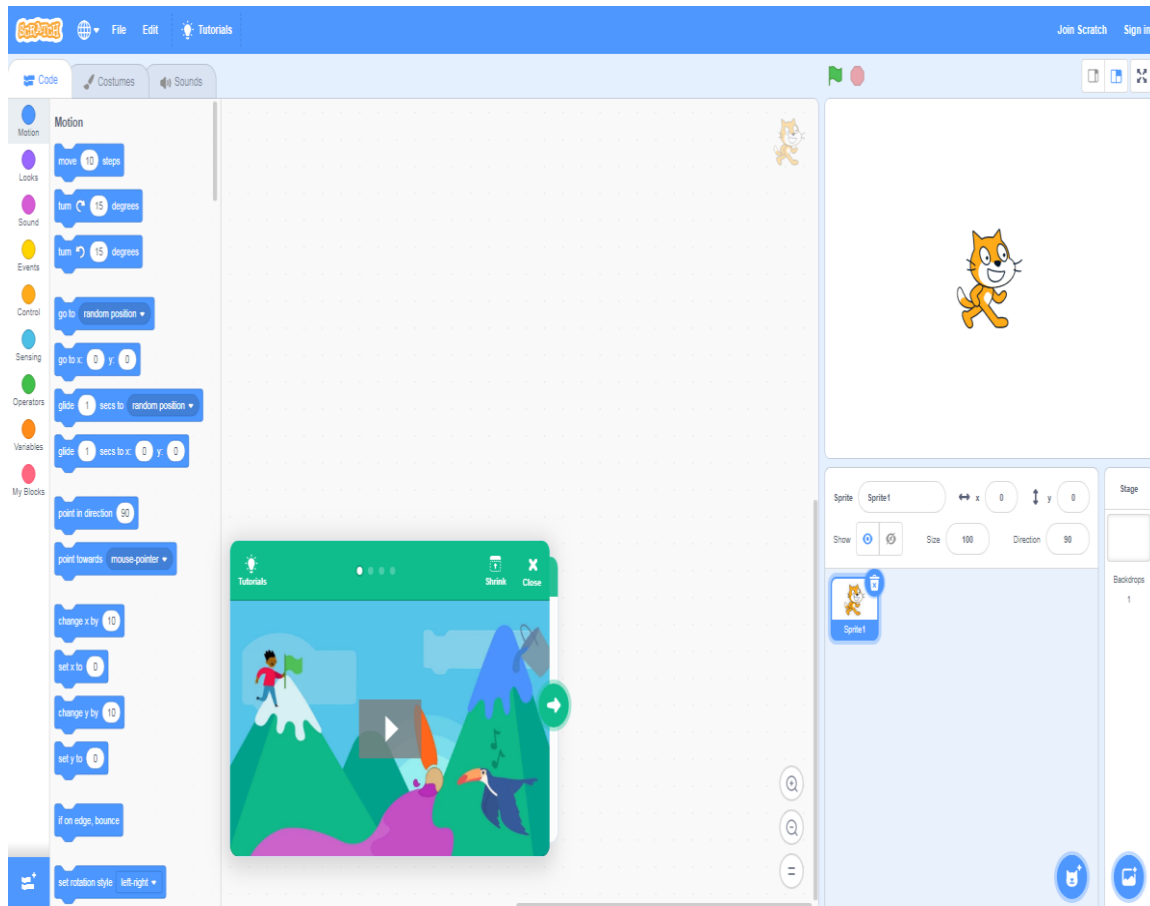 SCRATCH File Edit Tutorials Join Scratch Sign in
Code Costumes Sounds
Motion
Looks
Sound
Events
Control
Sensing
Operators
Variables
My Blocks
Motion
move 10 steps
turn 15 degrees
turn 15 degrees
go to random position
go to x: 0 y: 0
glide 1 secs to random position
glide 1 secs to x: 0 y: 0
point in direction 90
point towards mouse-pointer
change x by 10
set x to 0
change y by 10
set y to 0
if on edge, bounce
set rotation style left-right
Tutorials Shrink Close
Sprite Sprite1 x 0 y 0
Show Size 100 Direction 90
Sprite1
Stage
Backdrops
1